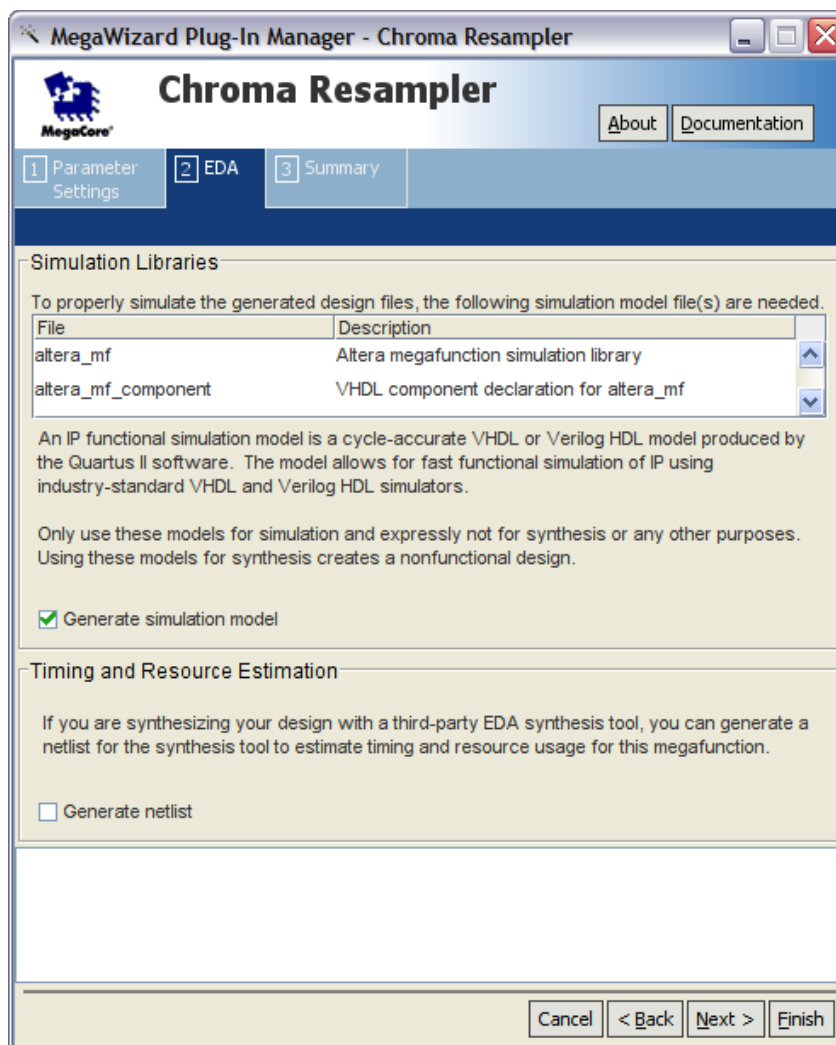 MegaWizard Plug-In Manager - Chroma Resampler
MegaCore®
Chroma Resampler
About Documentation
1 Parameter Settings
2 EDA
3 Summary
Simulation Libraries
To properly simulate the generated design files, the following simulation model file(s) are needed.
File Description
altera_mf Altera megafunction simulation library
altera_mf_component VHDL component declaration for altera_mf
An IP functional simulation model is a cycle-accurate VHDL or Verilog HDL model produced by
the Quartus II software. The model allows for fast functional simulation of IP using
industry-standard VHDL and Verilog HDL simulators.
Only use these models for simulation and expressly not for synthesis or any other purposes.
Using these models for synthesis creates a nonfunctional design.
Generate simulation model
Timing and Resource Estimation
If you are synthesizing your design with a third-party EDA synthesis tool, you can generate a
netlist for the synthesis tool to estimate timing and resource usage for this megafunction.
Generate netlist
Cancel < Back Next > Finish